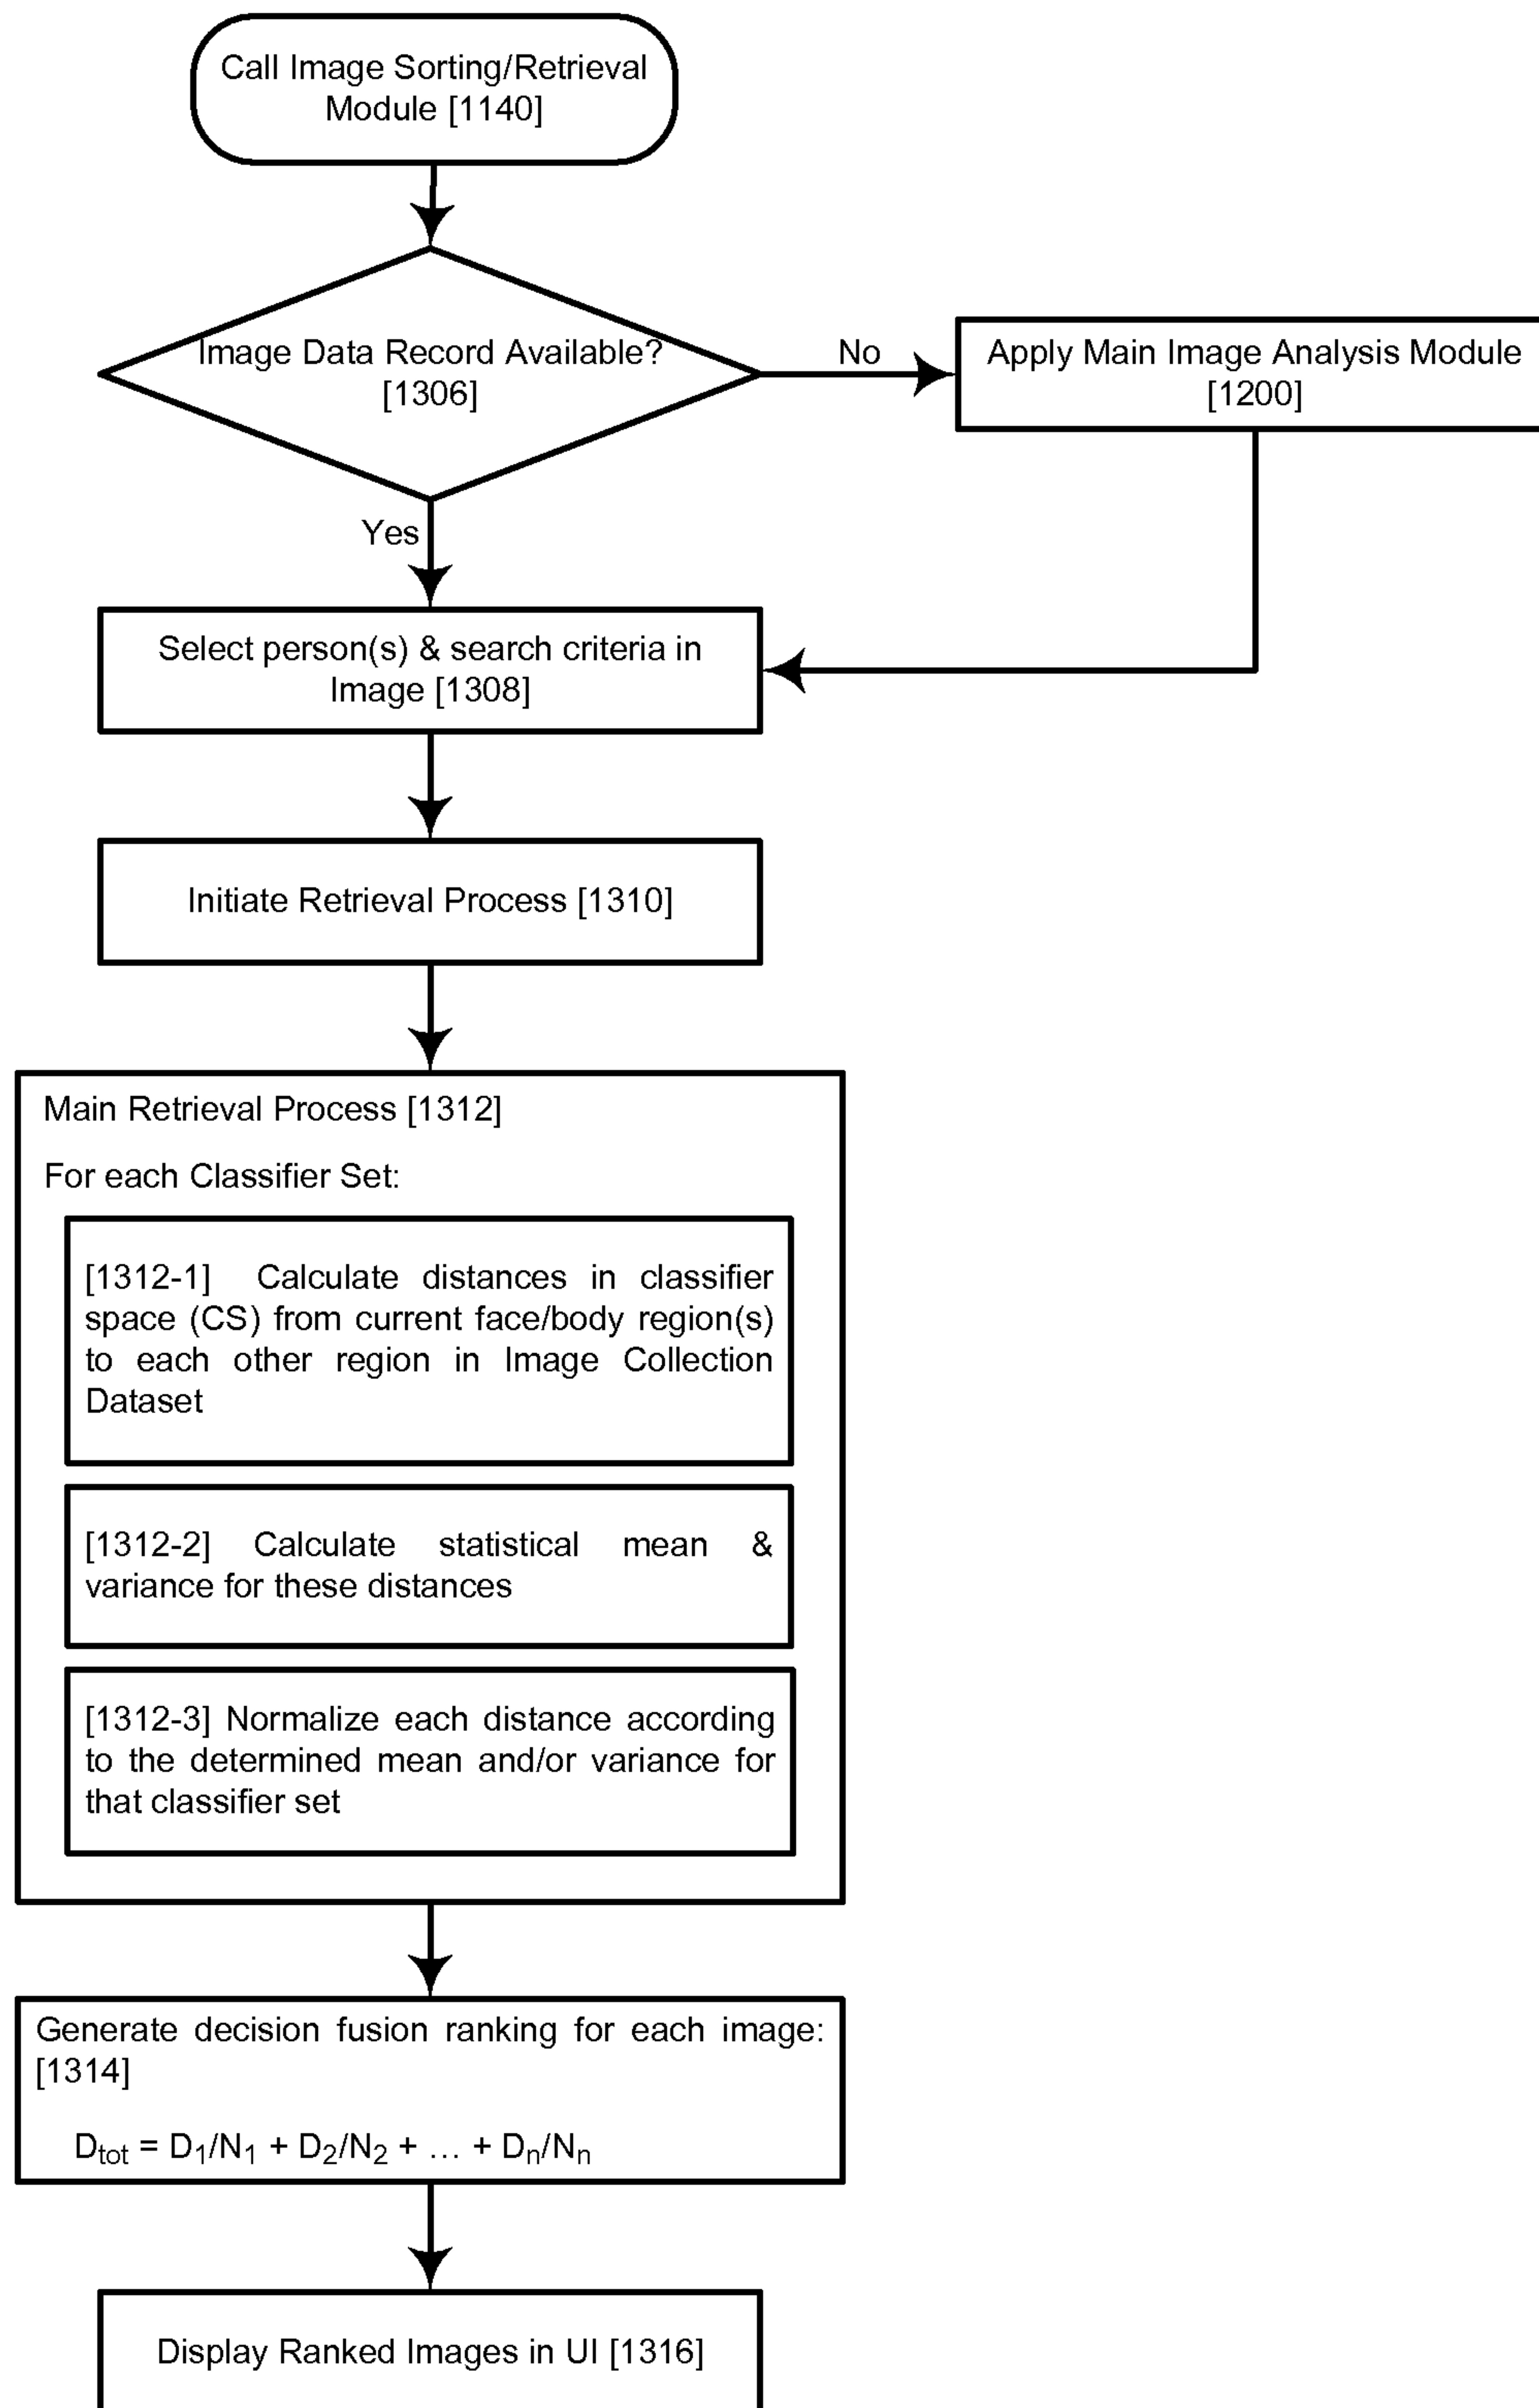 Call Image Sorting/Retrieval
Module [1140]
Image Data Record Available?
[1306]
No
Apply Main Image Analysis Module
[1200]
Yes
Select person(s) & search criteria in
Image [1308]
Initiate Retrieval Process [1310]
Main Retrieval Process [1312]
For each Classifier Set:
[1312-1] Calculate distances in classifier
space (CS) from current face/body region(s)
to each other region in Image Collection
Dataset
[1312-2] Calculate statistical mean &
variance for these distances
[1312-3] Normalize each distance according
to the determined mean and/or variance for
that classifier set
Generate decision fusion ranking for each image:
[1314]
Dtot = D1/N1 + D2/N2 + … + Dn/Nn
Display Ranked Images in UI [1316]